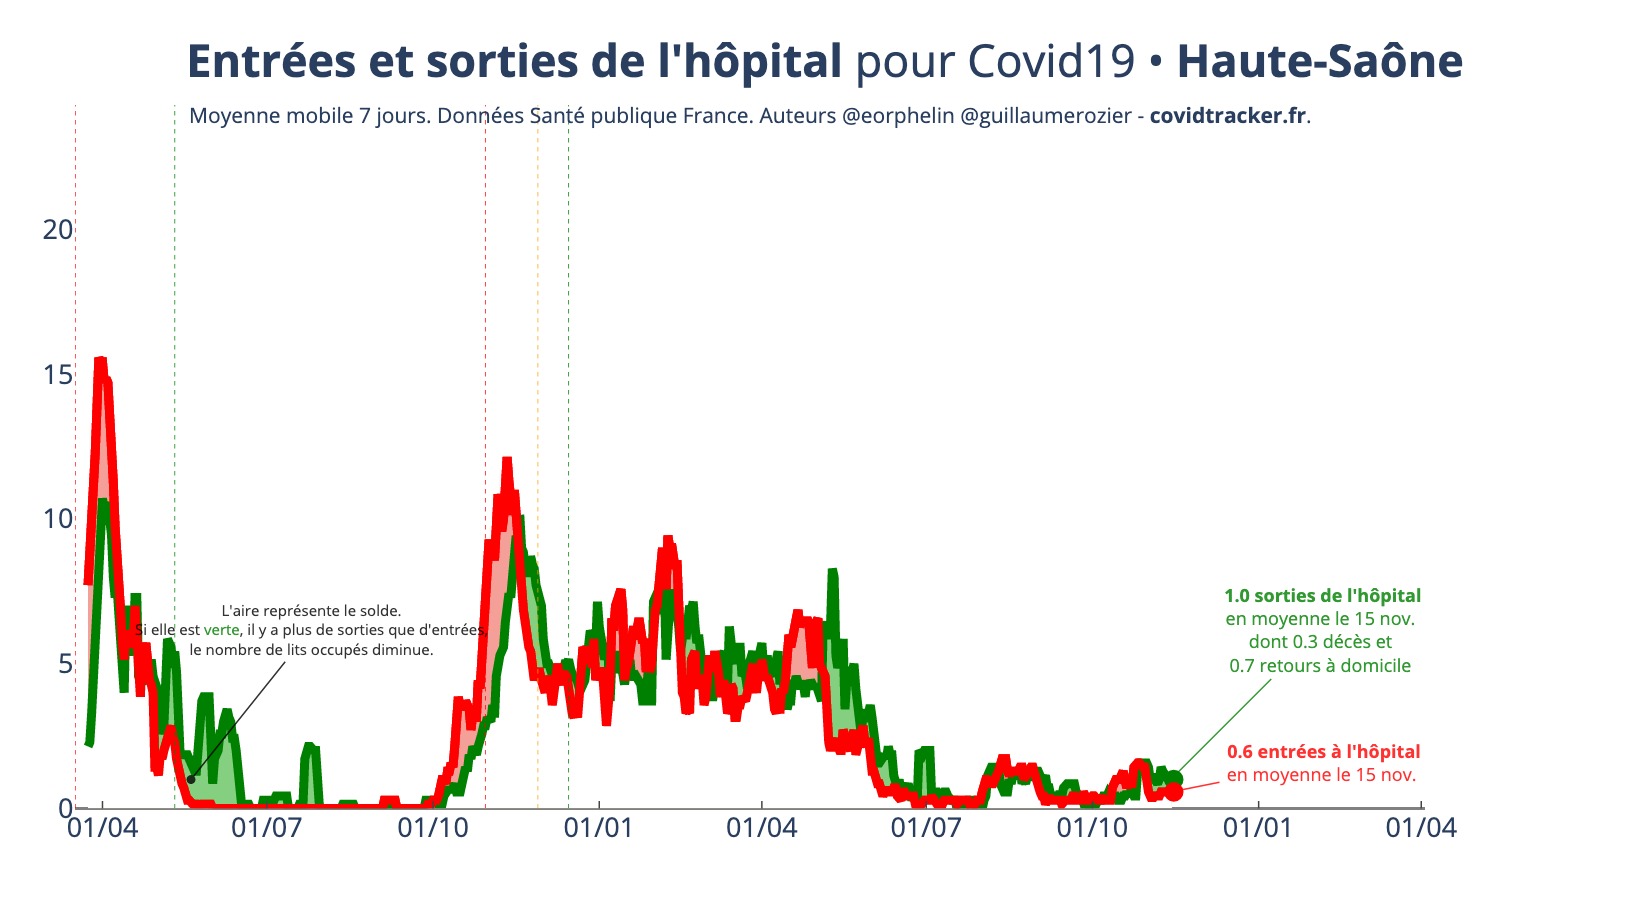 Entrées et sorties de l'hôpital pour Covid19 • Haute-Saône
Moyenne mobile 7 jours. Données Santé publique France. Auteurs @eorphelin @guillaumerozier - covidtracker.fr.
20
15
10
5
0
L'aire représente le solde.
Si elle est verte, il y a plus de sorties que d'entrées,
le nombre de lits occupés diminue.
1.0 sorties de l'hôpital
en moyenne le 15 nov.
dont 0.3 décès et
0.7 retours à domicile
0.6 entrées à l'hôpital
en moyenne le 15 nov.
01/04 01/07 01/10 01/01 01/04 01/07 01/10 01/01 01/04